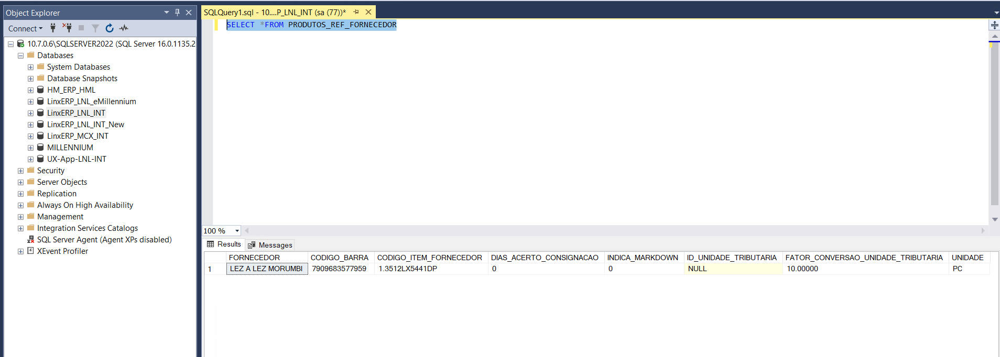 Object Explorer
Connect
10.7.0.6\SQLSERVER2022 (SQL Server 16.0.1135.2
Databases
System Databases
Database Snapshots
HM_ERP_HML
LinxERP_LNL_eMillennium
LinxERP_LNL_INT
LinxERP_LNL_INT_New
LinxERP_MCX_INT
MILLENNIUM
UX-App-LNL-INT
Security
Server Objects
Replication
Always On High Availability
Management
Integration Services Catalogs
SQL Server Agent (Agent XPs disabled)
XEvent Profiler
SQLQuery1.sql - 10....P_LNL_INT (sa (77))*
SELECT *FROM PRODUTOS_REF_FORNECEDOR
100 %
Results Messages
FORNECEDOR CODIGO_BARRA CODIGO_ITEM_FORNECEDOR DIAS_ACERTO_CONSIGNACAO INDICA_MARKDOWN ID_UNIDADE_TRIBUTARIA FATOR_CONVERSAO_UNIDADE_TRIBUTARIA UNIDADE
1 LEZ A LEZ MORUMBI 7909683577959 1.3512LX5441DP 0 0 NULL 10.00000 PC